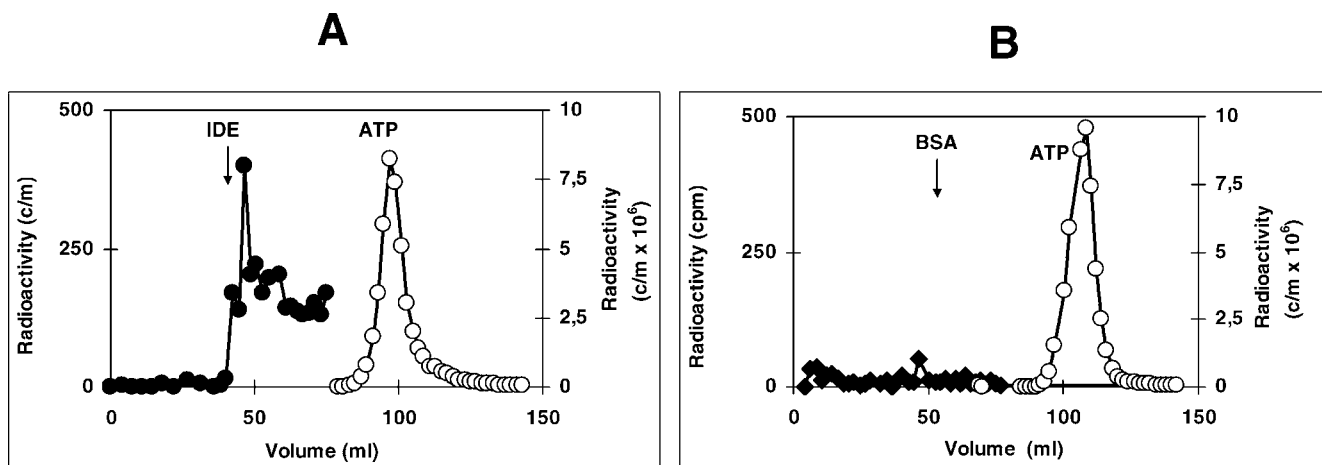 A
B
500
250
0
Radioactivity (c/m)
IDE
ATP
10
7,5
5
2,5
0
Radioactivity
(c/m x 10⁶)
0
50
100
150
Volume (ml)
500
250
0
Radioactivity (cpm)
BSA
ATP
10
7,5
5
2,5
0
Radioactivity
(c/m x 10⁶)
0
50
100
150
Volume (ml)